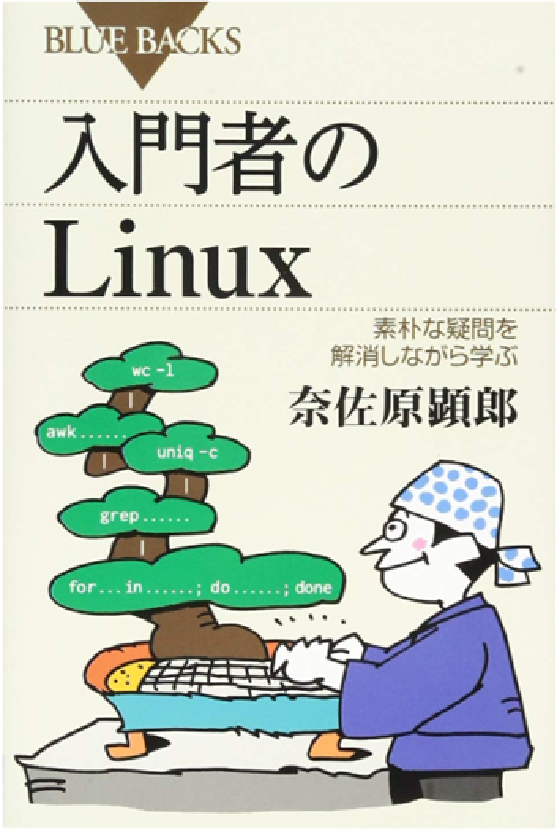 BLUE BACKS
入門者の
Linux
素朴な疑問を
解消しながら学ぶ
奈佐原顕郎
wc -l
|
awk......
|
uniq -c
|
grep......
|
for...in......; do......; done